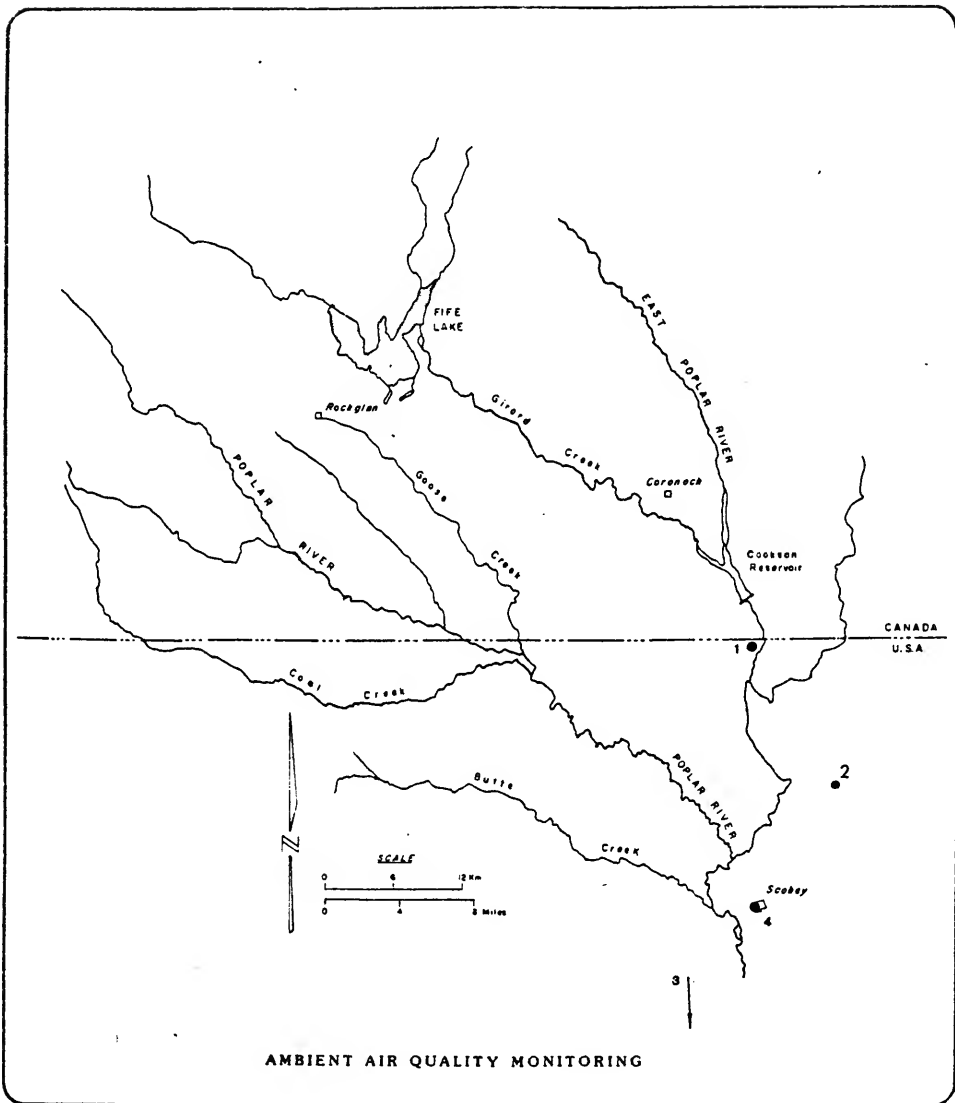 FIFE
LAKE
EAST POPLAR RIVER
Rockglen
Girard Creek
Coronach
POPLAR RIVER
Goose Creek
Cookson
Reservoir
CANADA
U.S.A.
1
Coal Creek
2
POPLAR RIVER
Butte Creek
N
SCALE
0 6 12 Km
0 4 8 Miles
Scobey
4
3
AMBIENT AIR QUALITY MONITORING